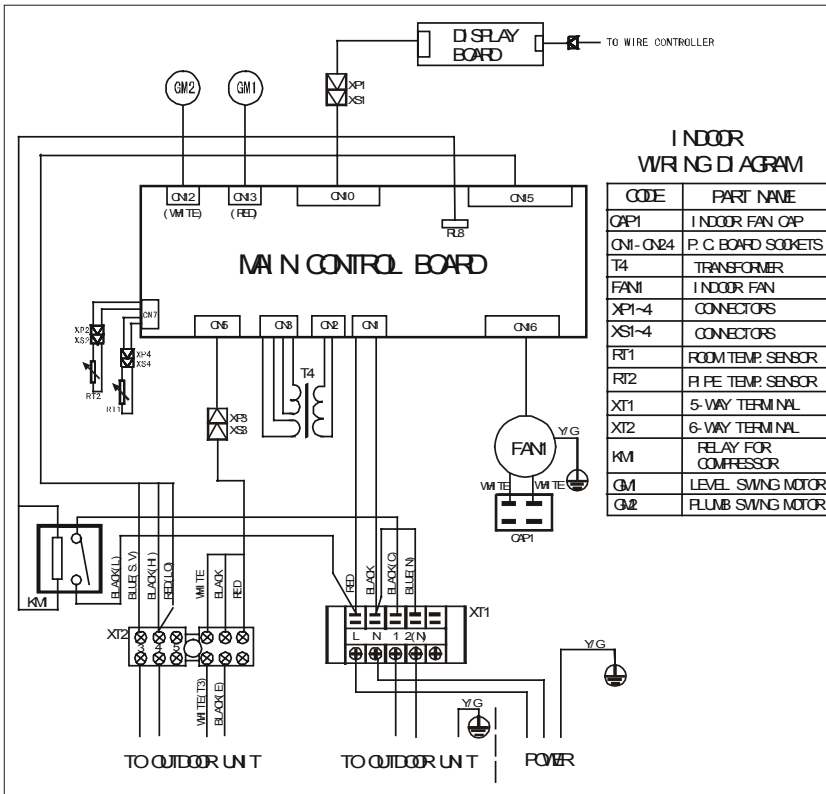 DISPLAY
BOARD
TO WIRE CONTROLLER
GM2
GM1
XP1
XS1
INDOOR
WIRING DIAGRAM
CODE PART NAME
CAP1 INDOOR FAN CAP
CN1-CN24 P.C. BOARD SOCKETS
T4 TRANSFORMER
FAN1 INDOOR FAN
XP1~4 CONNECTORS
XS1~4 CONNECTORS
RT1 ROOM TEMP. SENSOR
RT2 PIPE TEMP. SENSOR
XT1 5-WAY TERMINAL
XT2 6-WAY TERMINAL
KM1 RELAY FOR
COMPRESSOR
GM1 LEVEL SWING MOTOR
GM2 PLUMB SWING MOTOR
CN12
(WHITE)
CN13
(RED)
CN10
CN15
RL8
MAIN CONTROL BOARD
CN7
CN5
CN3
CN2
CN1
CN16
XP2
XS2
XP4
XS4
RT2
RT1
T4
XP3
XS3
FAN1
Y/G
WHITE
WHITE
CAP1
KM1
BLACK(L)
BLUE(S.V)
BLACK(HI)
RED(LO)
WHITE
BLACK
RED
RED
BLACK
BLACK(C)
BLUE(N)
XT2
3 4 5
XT1
L N 1 2(N)
WHITE(T3)
BLACK(E)
Y/G
Y/G
TO OUTDOOR UNIT
TO OUTDOOR UNIT
POWER